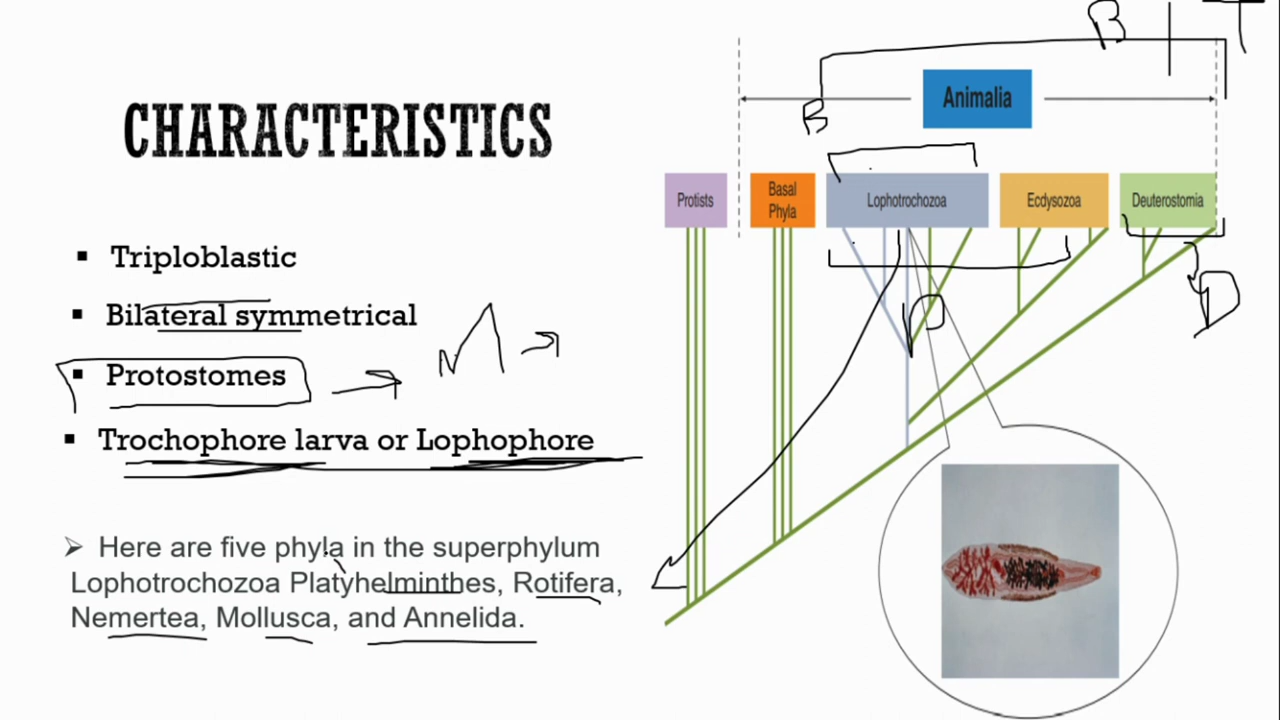 CHARACTERISTICS
▪ Triploblastic
▪ Bilateral symmetrical
▪ Protostomes
▪ Trochophore larva or Lophophore
➢ Here are five phyla in the superphylum
Lophotrochozoa Platyhelminthes, Rotifera,
Nemertea, Mollusca, and Annelida.
B T
Animalia
B
Protists
Basal
Phyla
Lophotrochozoa
Ecdysozoa
Deuterostomia
P
D